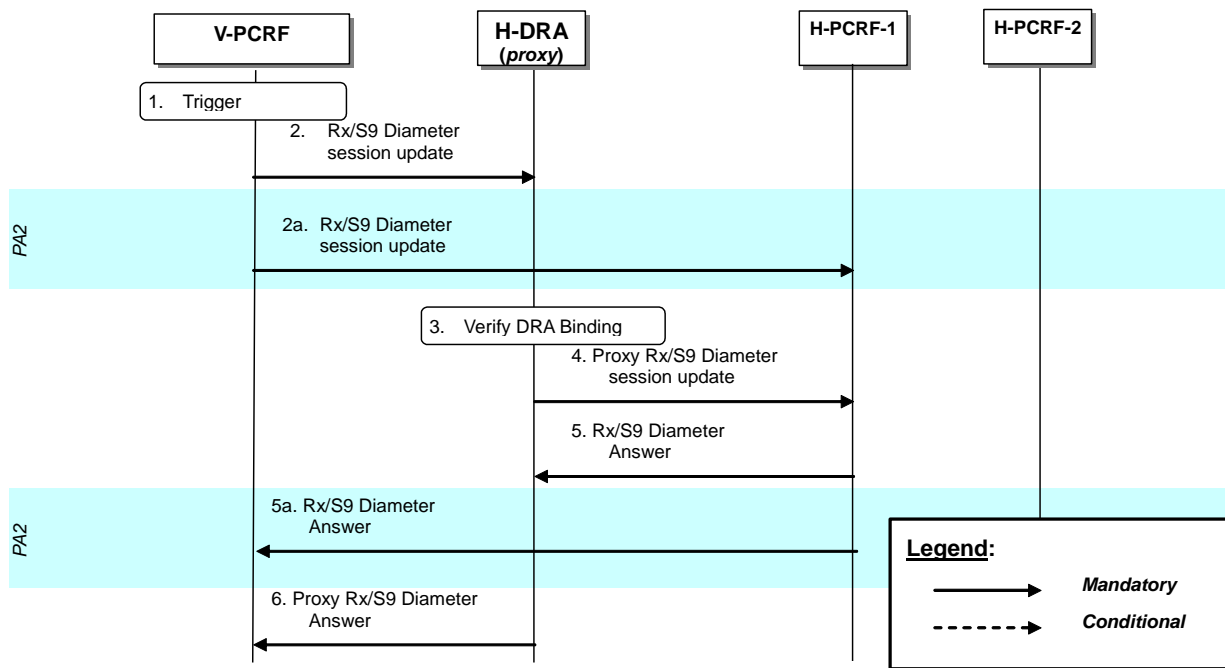 V-PCRF
H-DRA
(proxy)
H-PCRF-1
H-PCRF-2
1. Trigger
2. Rx/S9 Diameter
session update
PA2
2a. Rx/S9 Diameter
session update
3. Verify DRA Binding
4. Proxy Rx/S9 Diameter
session update
5. Rx/S9 Diameter
Answer
PA2
5a. Rx/S9 Diameter
Answer
6. Proxy Rx/S9 Diameter
Answer
Legend:
Mandatory
Conditional